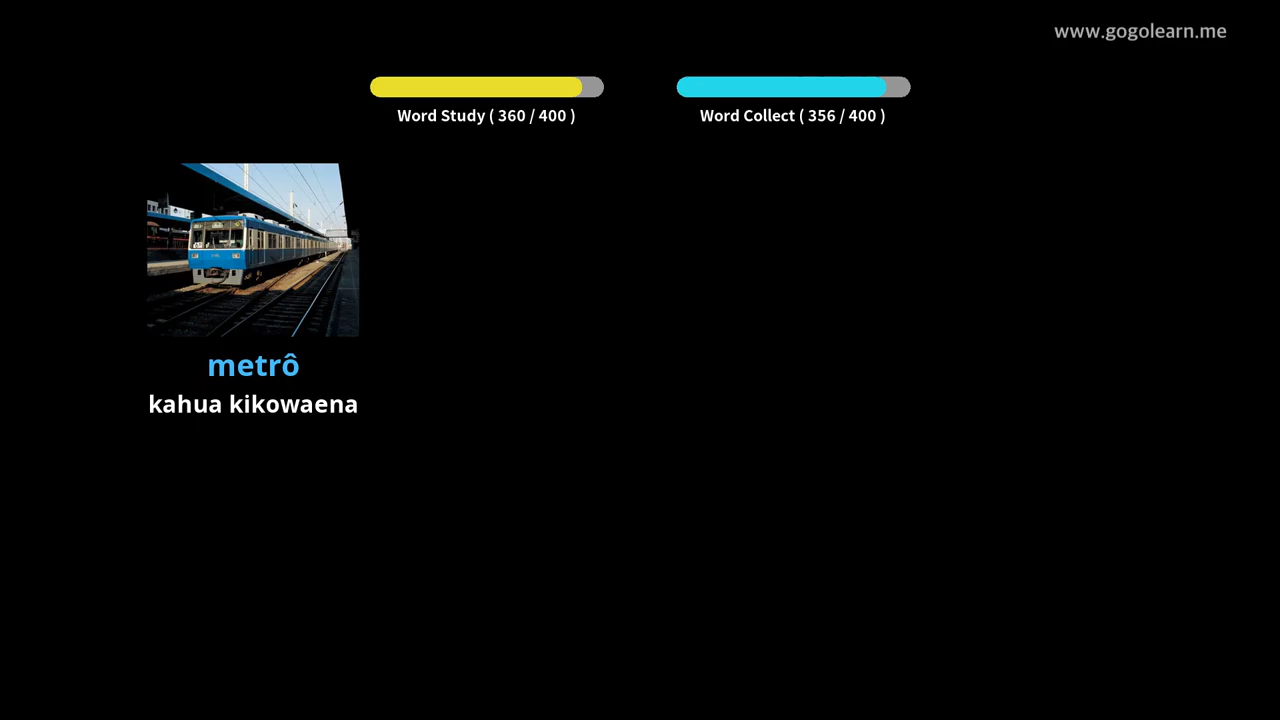 www.gogolearn.me
Word Study ( 360 / 400 )
Word Collect ( 356 / 400 )
metrô
kahua kikowaena